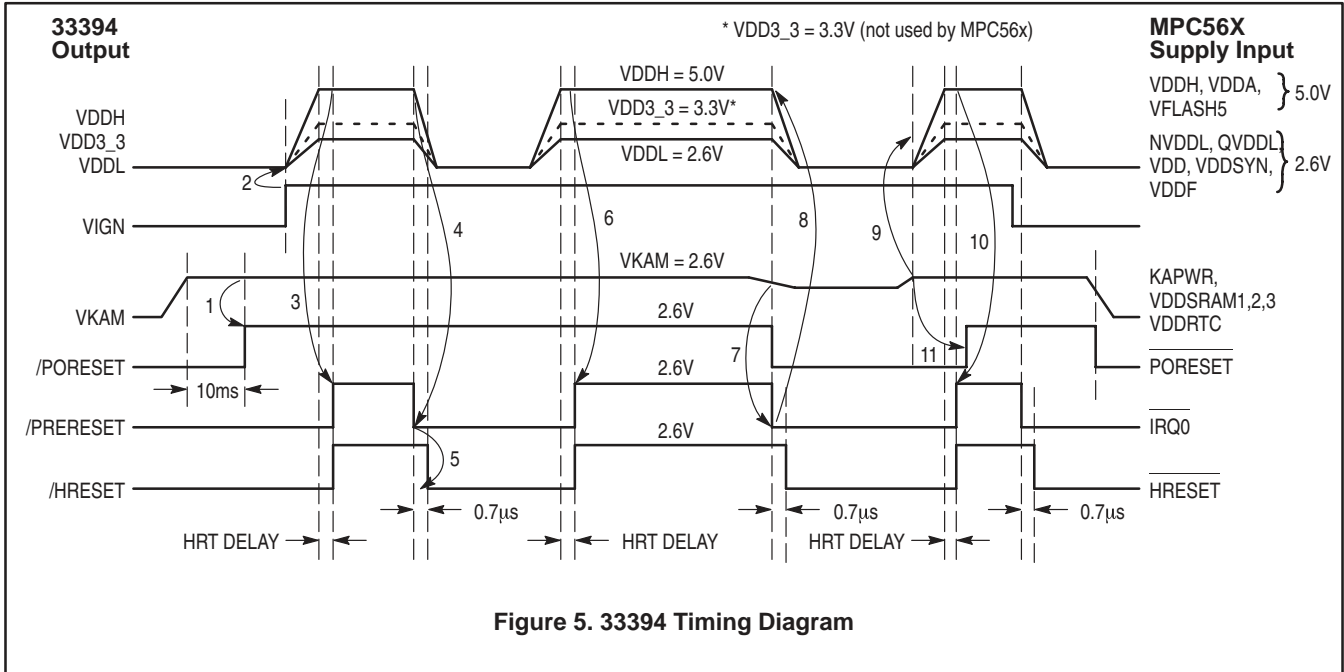 33394
Output
* VDD3_3 = 3.3V (not used by MPC56x)
MPC56X
Supply Input
VDDH = 5.0V
VDDH, VDDA,
VFLASH5
} 5.0V
VDDH
VDD3_3
VDDL
VDD3_3 = 3.3V*
VDDL = 2.6V
NVDDL, QVDDL,
VDD, VDDSYN,
VDDF
} 2.6V
2
VIGN
4
6
8
9
10
VKAM = 2.6V
KAPWR,
VDDSRAM1,2,3
VDDRTC
VKAM
1
3
2.6V
/PORESET
7
11
PORESET
10ms
2.6V
/PRERESET
IRQ0
2.6V
5
/HRESET
HRESET
0.7µs
0.7µs
0.7µs
HRT DELAY
HRT DELAY
HRT DELAY
Figure 5. 33394 Timing Diagram